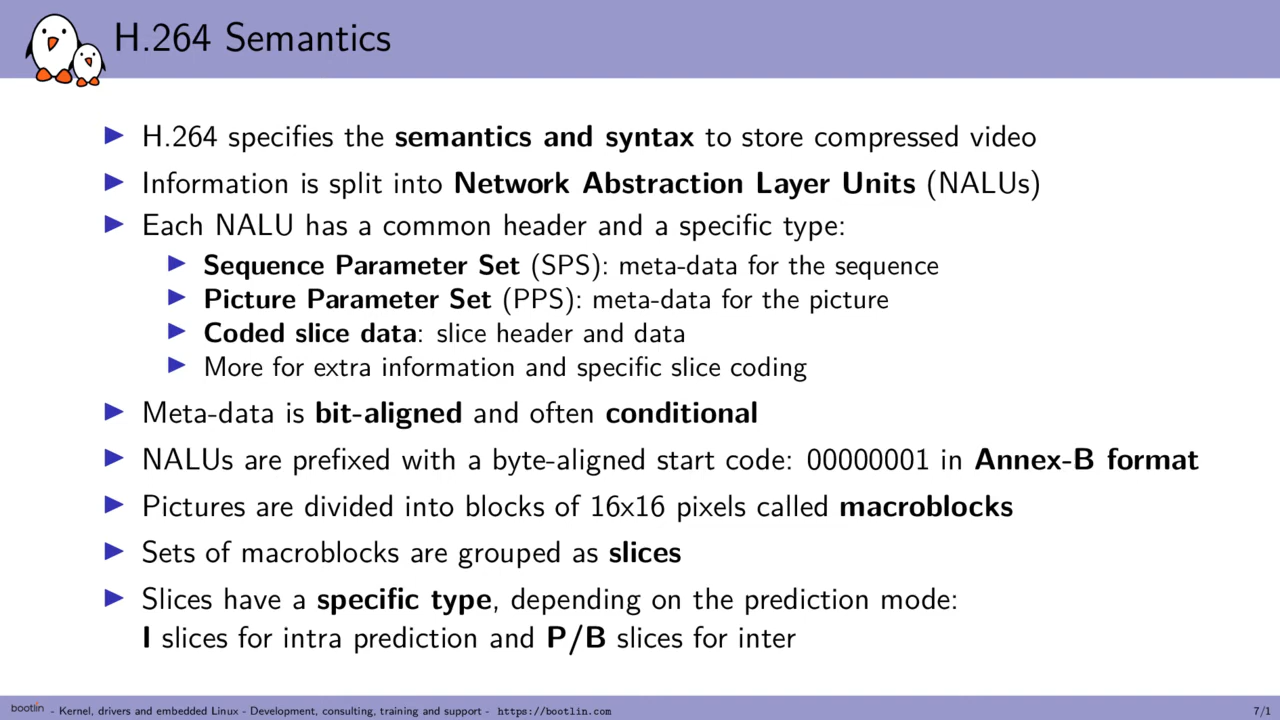 H.264 Semantics
H.264 specifies the semantics and syntax to store compressed video
Information is split into Network Abstraction Layer Units (NALUs)
Each NALU has a common header and a specific type:
Sequence Parameter Set (SPS): meta-data for the sequence
Picture Parameter Set (PPS): meta-data for the picture
Coded slice data: slice header and data
More for extra information and specific slice coding
Meta-data is bit-aligned and often conditional
NALUs are prefixed with a byte-aligned start code: 00000001 in Annex-B format
Pictures are divided into blocks of 16x16 pixels called macroblocks
Sets of macroblocks are grouped as slices
Slices have a specific type, depending on the prediction mode:
I slices for intra prediction and P/B slices for inter
bootlin - Kernel, drivers and embedded Linux - Development, consulting, training and support - https://bootlin.com 7/1